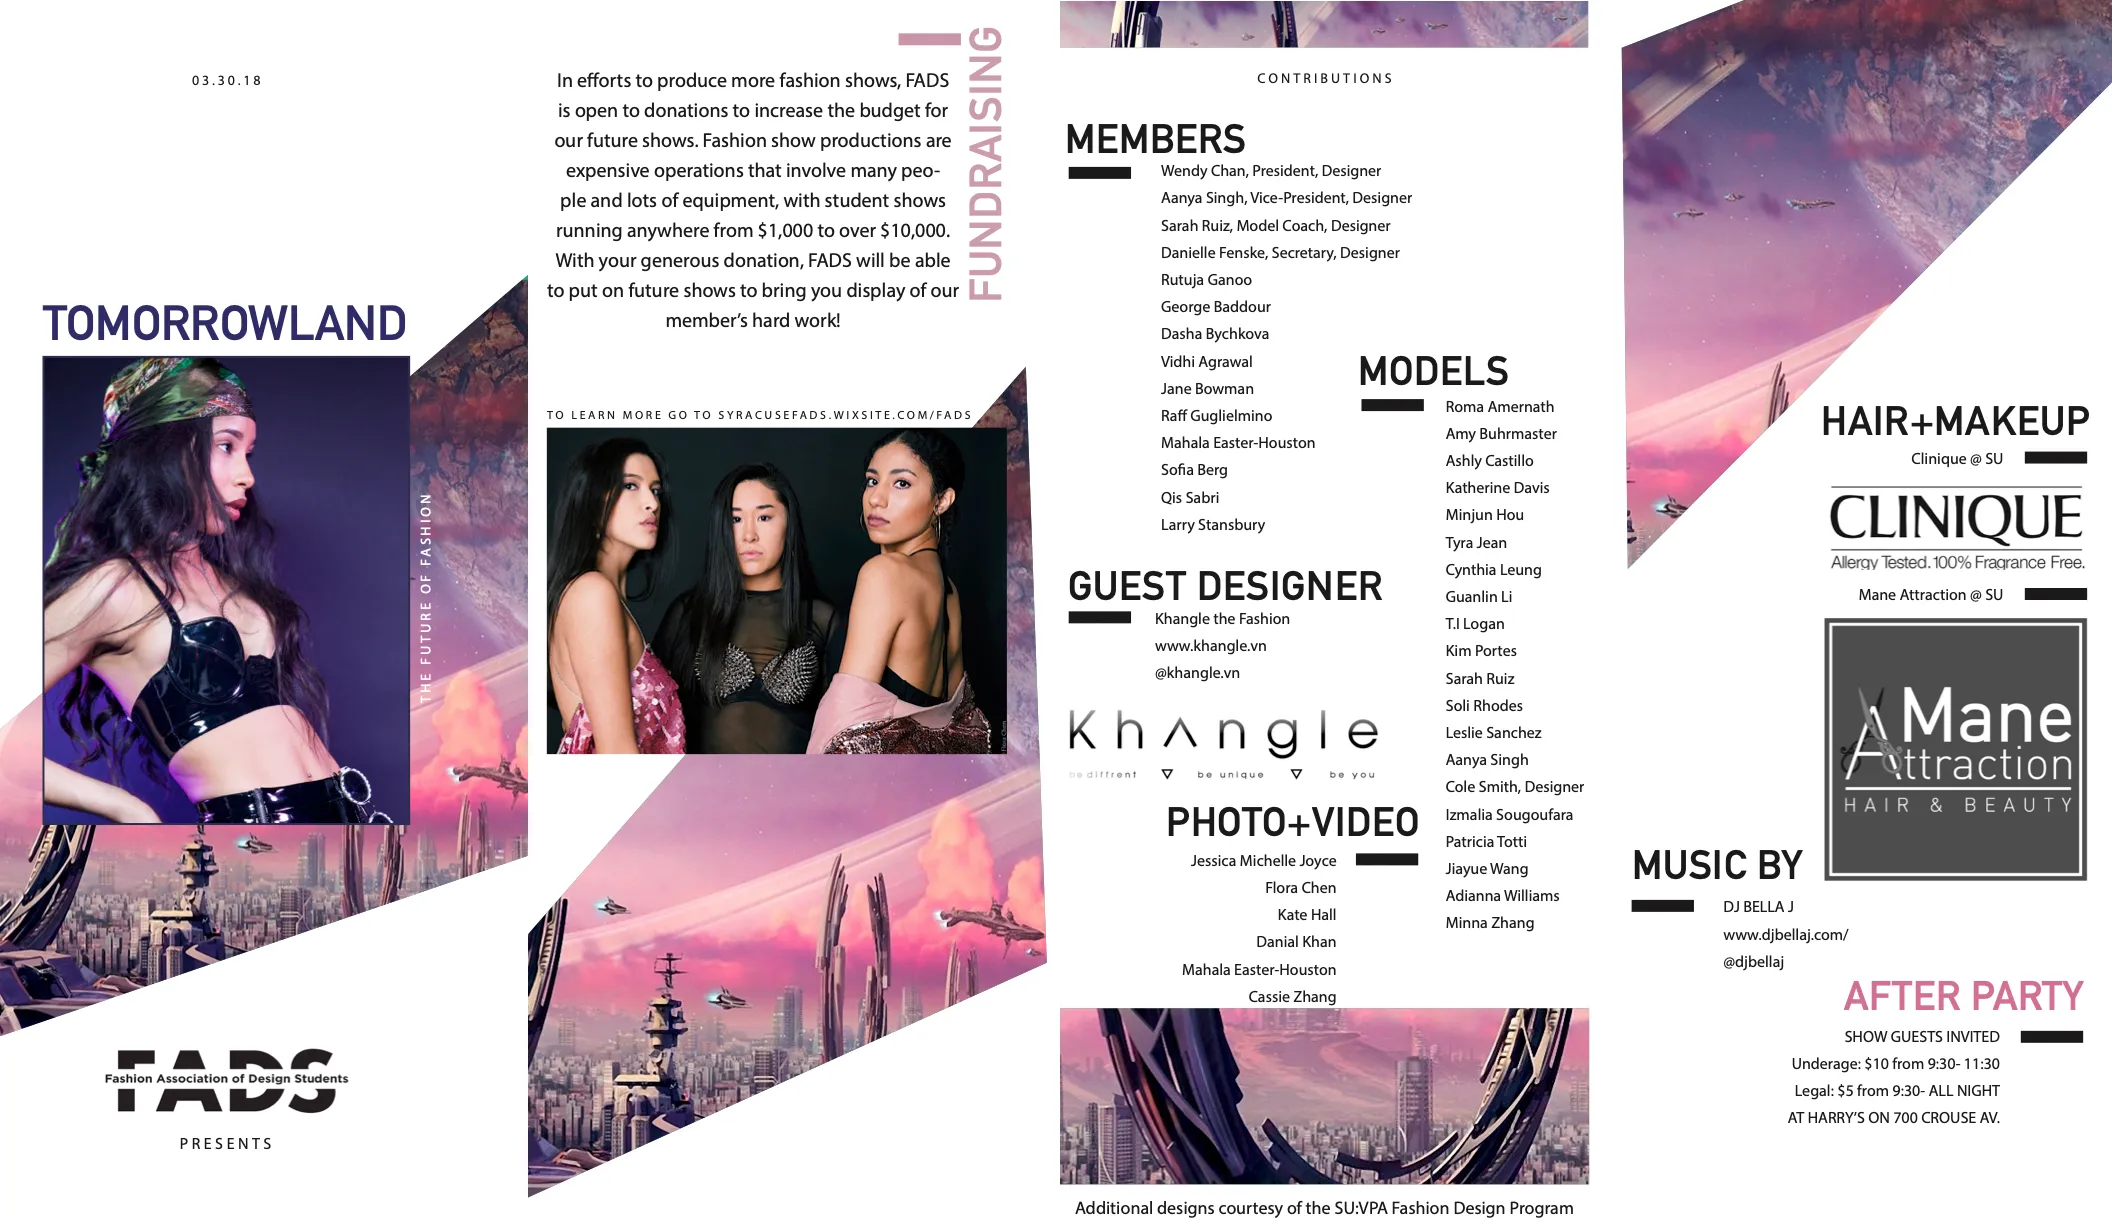 03.30.18
TOMORROWLAND
THE FUTURE OF FASHION
FADS
Fashion Association of Design Students
PRESENTS
FUNDRAISING
In efforts to produce more fashion shows, FADS
is open to donations to increase the budget for
our future shows. Fashion show productions are
expensive operations that involve many peo-
ple and lots of equipment, with student shows
running anywhere from $1,000 to over $10,000.
With your generous donation, FADS will be able
to put on future shows to bring you display of our
member's hard work!
TO LEARN MORE GO TO SYRACUSEFADS.WIXSITE.COM/FADS
Flora Chen
CONTRIBUTIONS
MEMBERS
Wendy Chan, President, Designer
Aanya Singh, Vice-President, Designer
Sarah Ruiz, Model Coach, Designer
Danielle Fenske, Secretary, Designer
Rutuja Ganoo
George Baddour
Dasha Bychkova
Vidhi Agrawal
Jane Bowman
Raff Guglielmino
Mahala Easter-Houston
Sofia Berg
Qis Sabri
Larry Stansbury
GUEST DESIGNER
Khangle the Fashion
www.khangle.vn
@khangle.vn
Khangle
be diffrent ▽ be unique ▽ be you
PHOTO+VIDEO
Jessica Michelle Joyce
Flora Chen
Kate Hall
Danial Khan
Mahala Easter-Houston
Cassie Zhang
MODELS
Roma Amernath
Amy Buhrmaster
Ashly Castillo
Katherine Davis
Minjun Hou
Tyra Jean
Cynthia Leung
Guanlin Li
T.I Logan
Kim Portes
Sarah Ruiz
Soli Rhodes
Leslie Sanchez
Aanya Singh
Cole Smith, Designer
Izmalia Sougoufara
Patricia Totti
Jiayue Wang
Adianna Williams
Minna Zhang
Additional designs courtesy of the SU:VPA Fashion Design Program
HAIR+MAKEUP
Clinique @ SU
CLINIQUE
Allergy Tested. 100% Fragrance Free.
Mane Attraction @ SU
Mane
Attraction
HAIR & BEAUTY
MUSIC BY
DJ BELLA J
www.djbellaj.com/
@djbellaj
AFTER PARTY
SHOW GUESTS INVITED
Underage: $10 from 9:30- 11:30
Legal: $5 from 9:30- ALL NIGHT
AT HARRY'S ON 700 CROUSE AV.